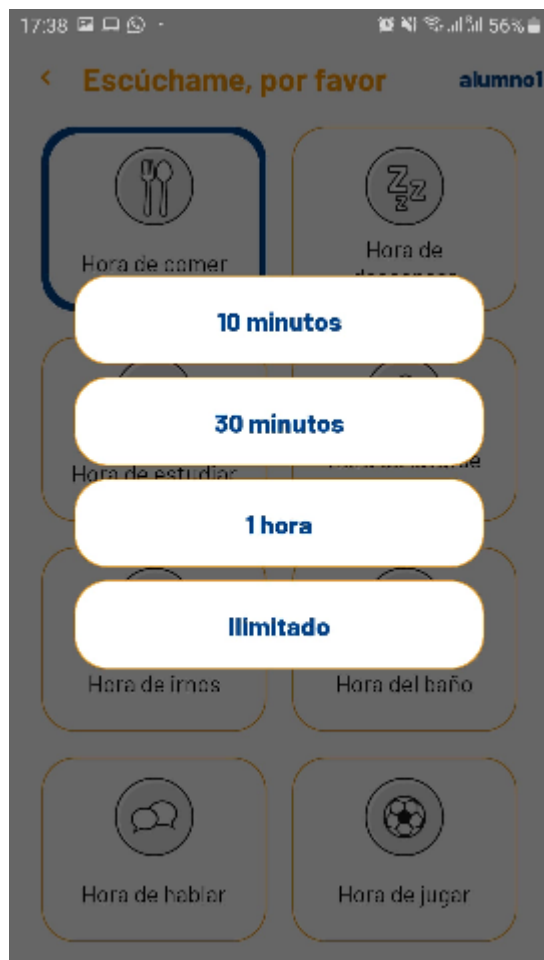 17:38
56%
Escúchame, por favor
alumno1
Hora de comer
Hora de
10 minutos
30 minutos
Hora de estudiar
1 hora
Ilimitado
Hora de irnos
Hora del baño
Hora de hablar
Hora de jugar